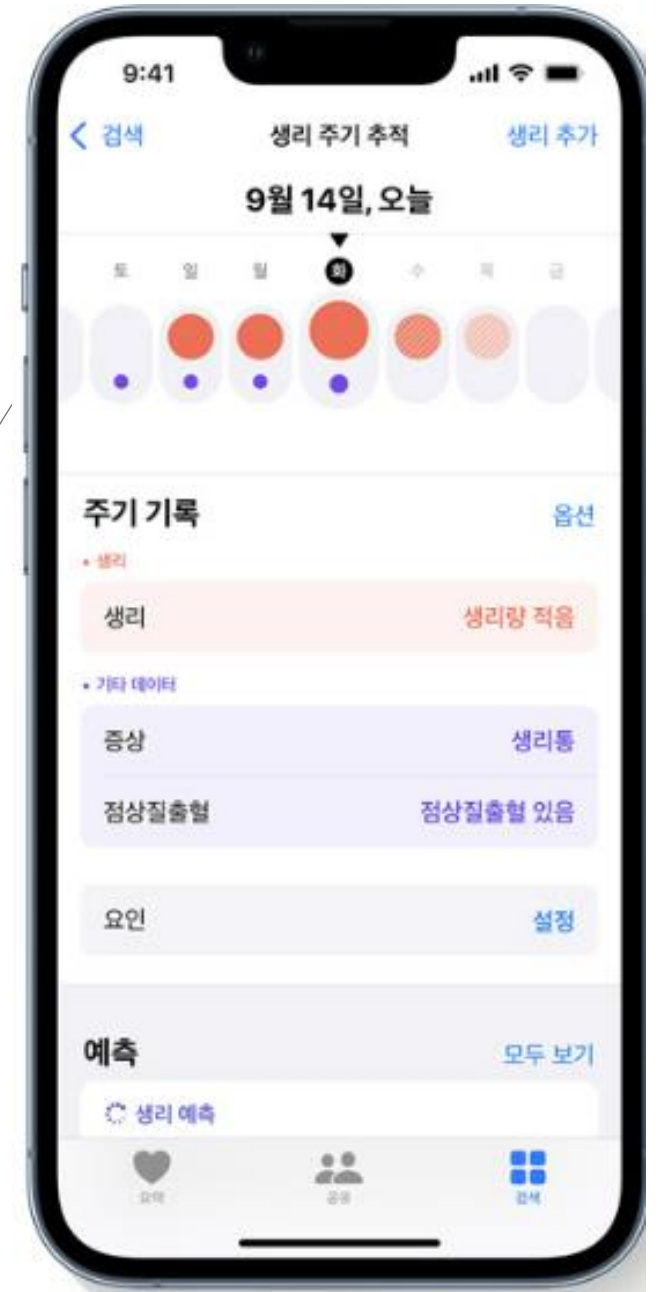 9:41
검색 생리 주기 추적 생리 추가
9월 14일, 오늘
토 일 월 화 수 목 금
주기 기록 옵션
• 생리
생리 생리량 적음
• 기타 데이터
증상 생리통
점상질출혈 점상질출혈 있음
요인 설정
예측 모두 보기
생리 예측
요약 공유 검색